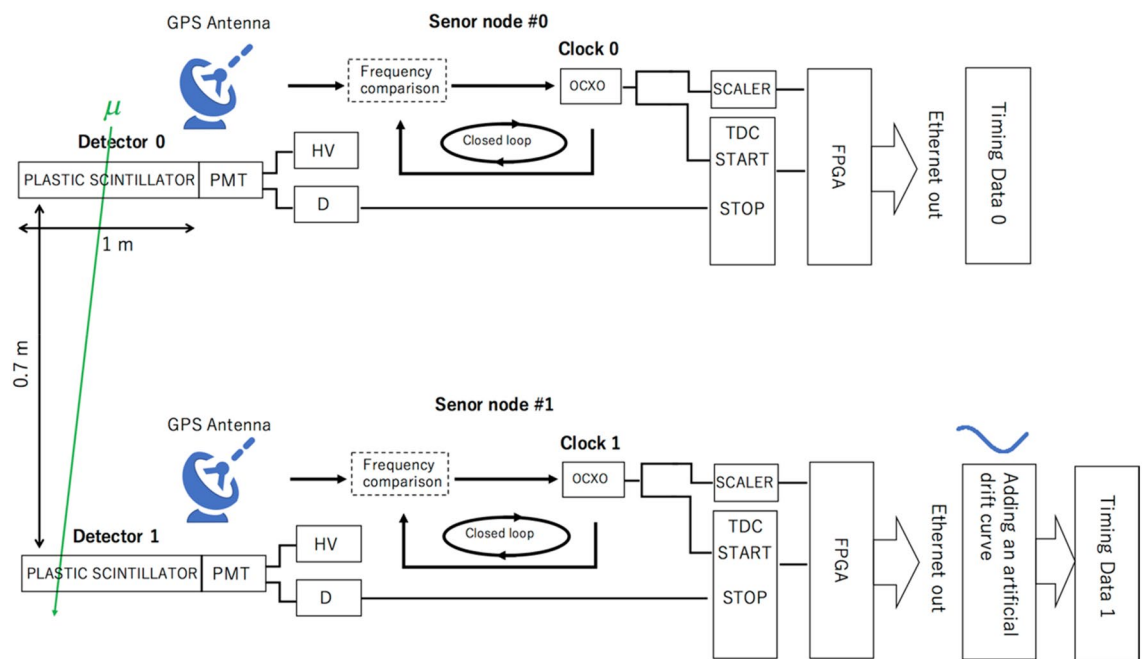 GPS Antenna
Senor node #0
Clock 0
Frequency
comparison
OCXO
SCALER
μ
Detector 0
HV
Closed loop
TDC
START
STOP
FPGA
Ethernet out
Timing Data 0
PLASTIC SCINTILLATOR
PMT
D
1 m
0.7 m
GPS Antenna
Senor node #1
Clock 1
Frequency
comparison
OCXO
SCALER
Detector 1
HV
Closed loop
TDC
START
STOP
FPGA
Ethernet out
Adding an artificial
drift curve
Timing Data 1
PLASTIC SCINTILLATOR
PMT
D